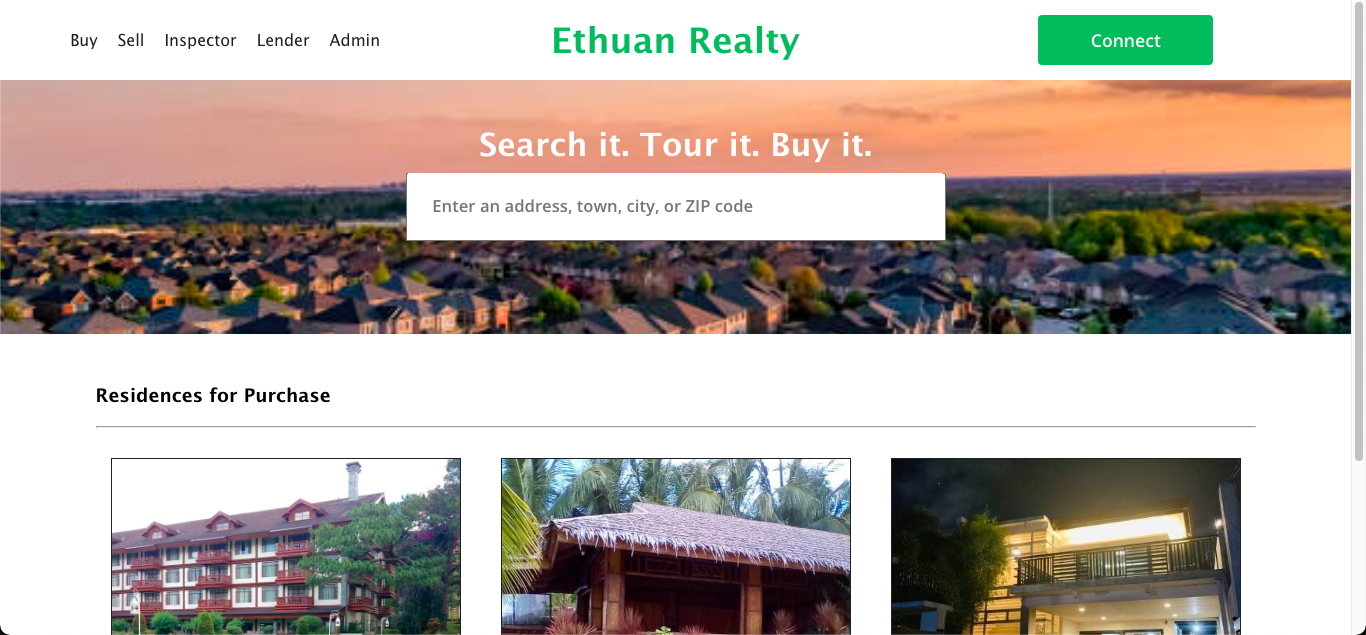 Buy Sell Inspector Lender Admin
Ethuan Realty
Connect
Search it. Tour it. Buy it.
Enter an address, town, city, or ZIP code
Residences for Purchase